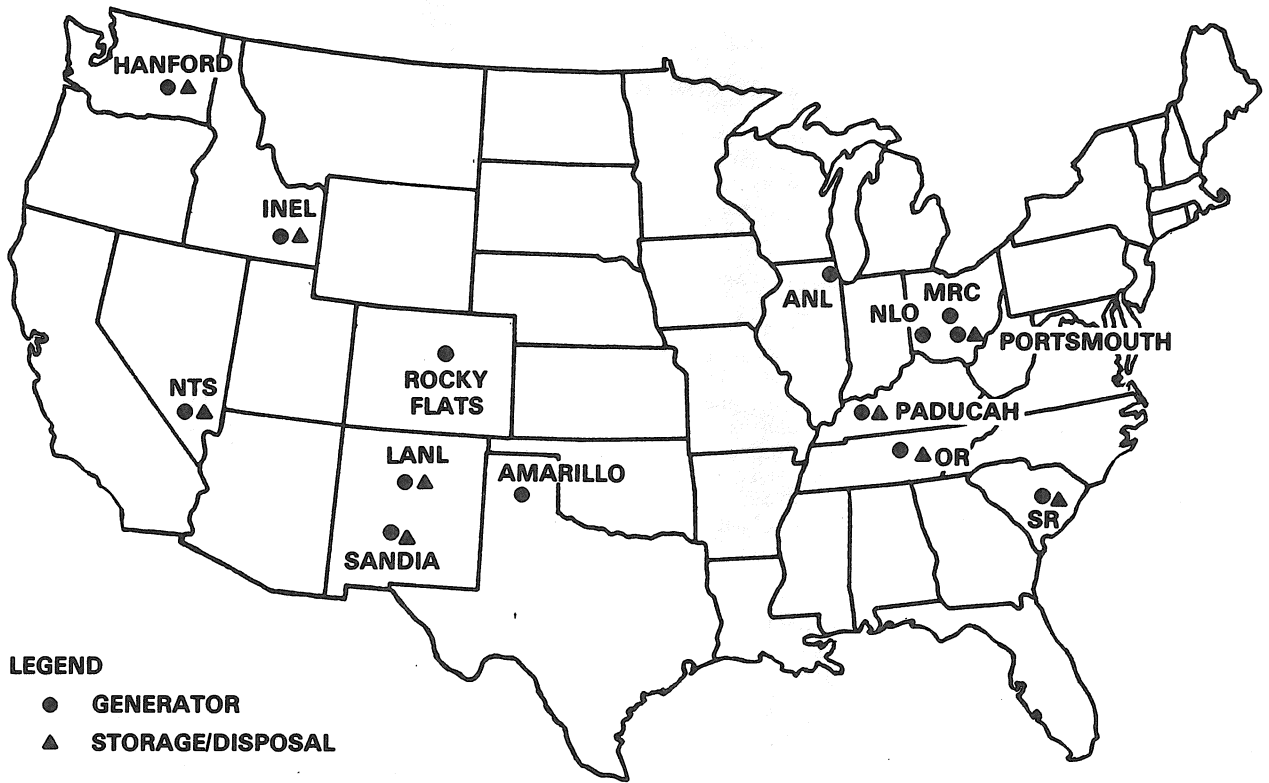 HANFORD
INEL
ANL
MRC
NLO
PORTSMOUTH
ROCKY
FLATS
NTS
PADUCAH
LANL
AMARILLO
OR
SR
SANDIA
LEGEND
GENERATOR
STORAGE/DISPOSAL